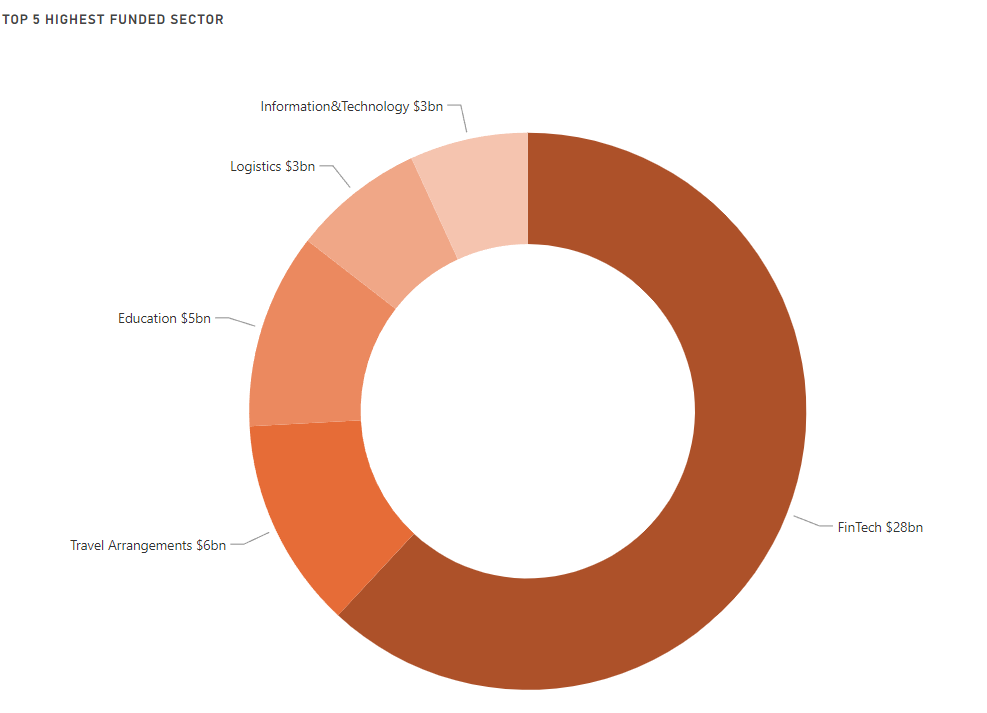 TOP 5 HIGHEST FUNDED SECTOR
Information&Technology $3bn
Logistics $3bn
Education $5bn
FinTech $28bn
Travel Arrangements $6bn